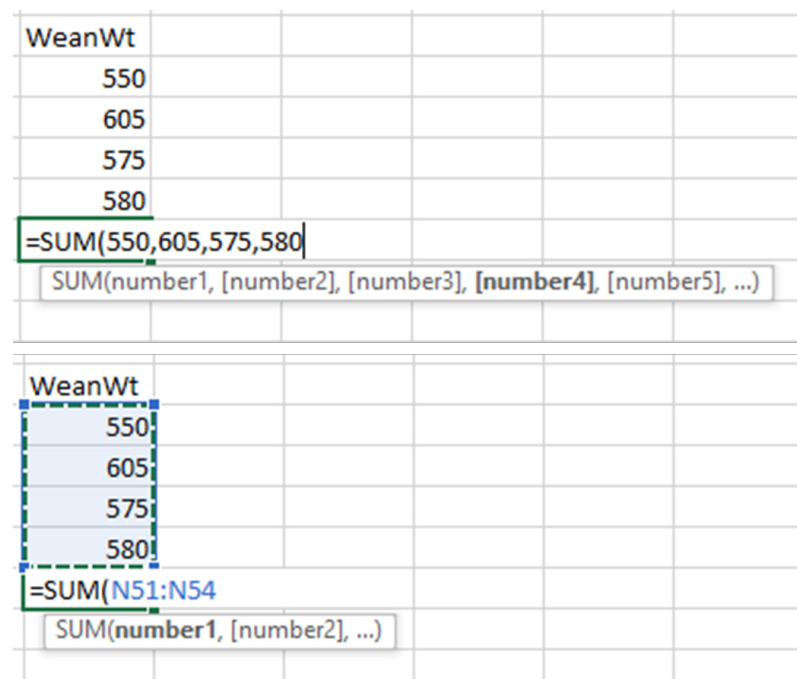 WeanWt
550
605
575
580
=SUM(550,605,575,580
SUM(number1, [number2], [number3], [number4], [number5], ...)
WeanWt
550
605
575
580
=SUM(N51:N54
SUM(number1, [number2], ...)